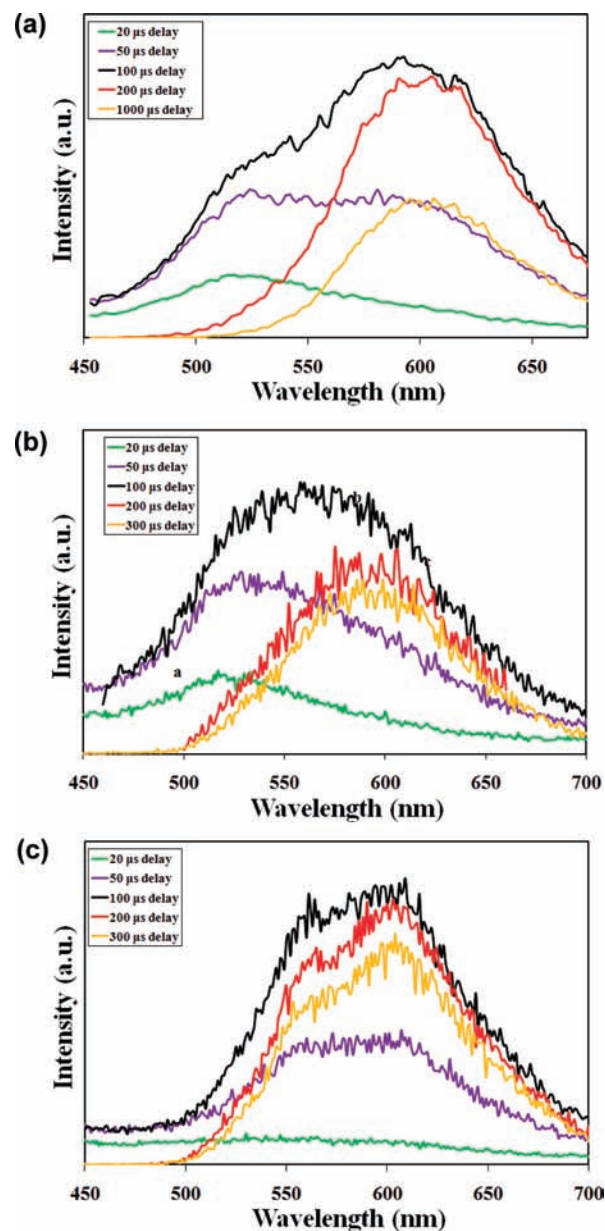 (a)
20 µs delay
50 µs delay
100 µs delay
200 µs delay
1000 µs delay
Intensity (a.u.)
450 500 550 600 650
Wavelength (nm)
(b)
20 µs delay
50 µs delay
100 µs delay
200 µs delay
300 µs delay
b
c
a
Intensity (a.u.)
450 500 550 600 650 700
Wavelength (nm)
(c)
20 µs delay
50 µs delay
100 µs delay
200 µs delay
300 µs delay
Intensity (a.u.)
450 500 550 600 650 700
Wavelength (nm)